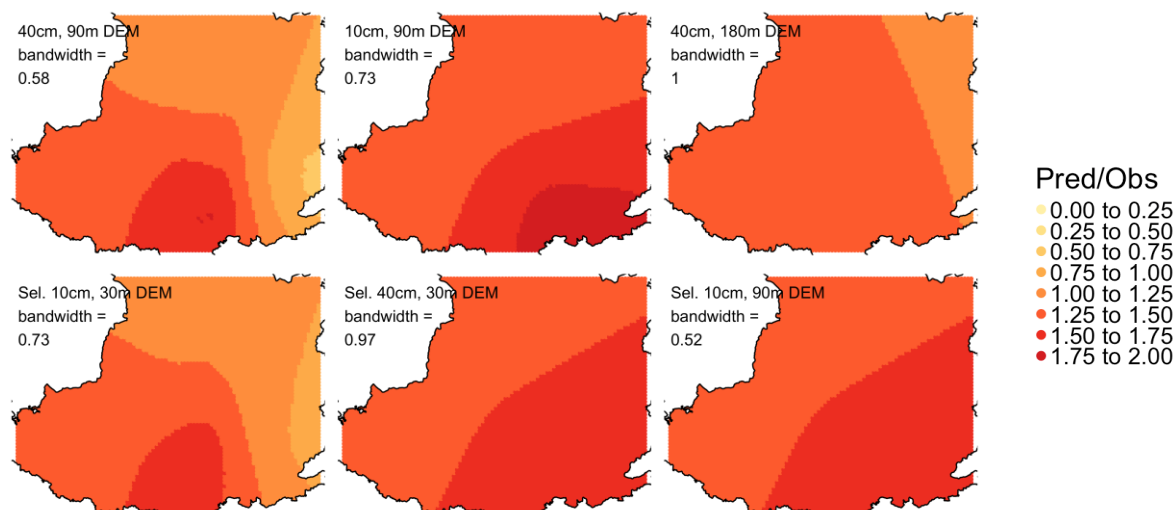 40cm, 90m DEM
bandwidth =
0.58
10cm, 90m DEM
bandwidth =
0.73
40cm, 180m DEM
bandwidth =
1
Pred/Obs
0.00 to 0.25
0.25 to 0.50
0.50 to 0.75
0.75 to 1.00
1.00 to 1.25
1.25 to 1.50
1.50 to 1.75
1.75 to 2.00
Sel. 10cm, 30m DEM
bandwidth =
0.73
Sel. 40cm, 30m DEM
bandwidth =
0.97
Sel. 10cm, 90m DEM
bandwidth =
0.52